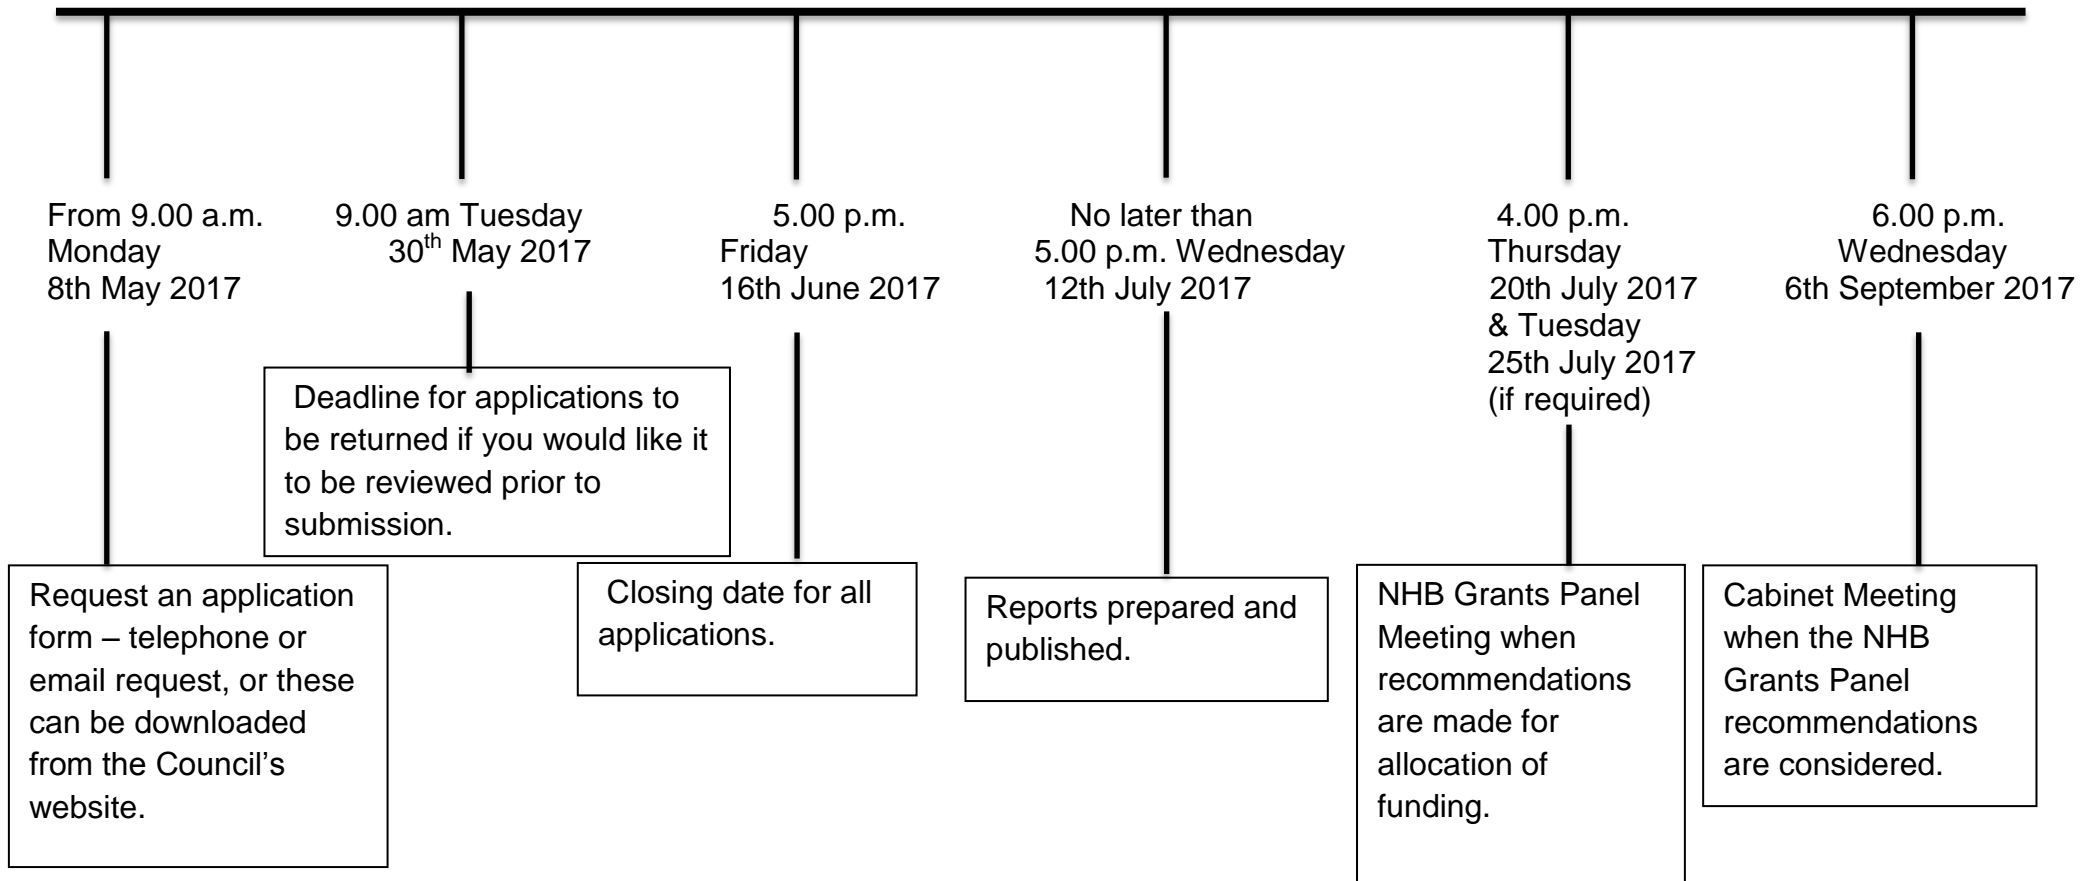 From 9.00 a.m.
Monday
8th May 2017
9.00 am Tuesday
30th May 2017
Deadline for applications to
be returned if you would like it
to be reviewed prior to
submission.
5.00 p.m.
Friday
16th June 2017
No later than
5.00 p.m. Wednesday
12th July 2017
4.00 p.m.
Thursday
20th July 2017
& Tuesday
25th July 2017
(if required)
6.00 p.m.
Wednesday
6th September 2017
Request an application
form – telephone or
email request, or these
can be downloaded
from the Council’s
website.
Closing date for all
applications.
Reports prepared and
published.
NHB Grants Panel
Meeting when
recommendations
are made for
allocation of
funding.
Cabinet Meeting
when the NHB
Grants Panel
recommendations
are considered.